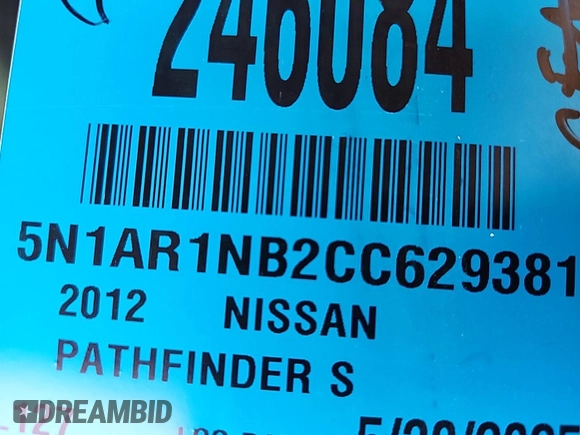 246084
5N1AR1NB2CC629381
2012 NISSAN
PATHFINDER S
DREAMBID